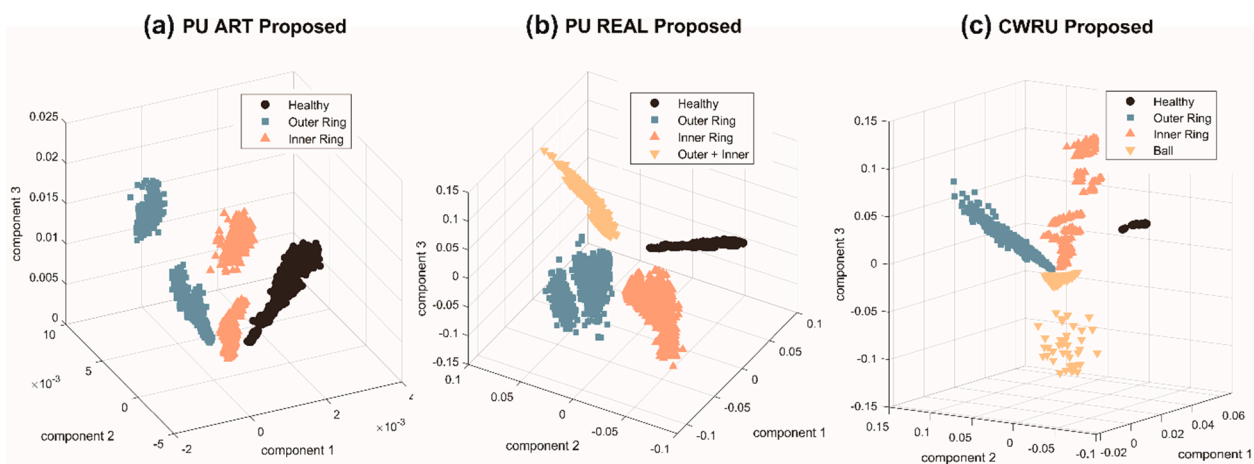 (a) PU ART Proposed
Healthy
Outer Ring
Inner Ring
0.025
0.02
0.015
0.01
0.005
0
component 3
10
5
0
-5
×10⁻³
component 2
-2
0
2
×10⁻³
component 1
(b) PU REAL Proposed
Healthy
Outer Ring
Inner Ring
Outer + Inner
0.15
0.1
0.05
0
-0.05
-0.1
-0.15
component 3
0.1
0.05
0
-0.05
-0.1
component 2
0.1
0.05
0
-0.05
-0.1
component 1
(c) CWRU Proposed
Healthy
Outer Ring
Inner Ring
Ball
0.15
0.1
0.05
0
-0.05
-0.1
-0.15
component 3
0.15
0.1
0.05
0
-0.05
-0.1
component 2
-0.02
0
0.02
0.04
0.06
component 1